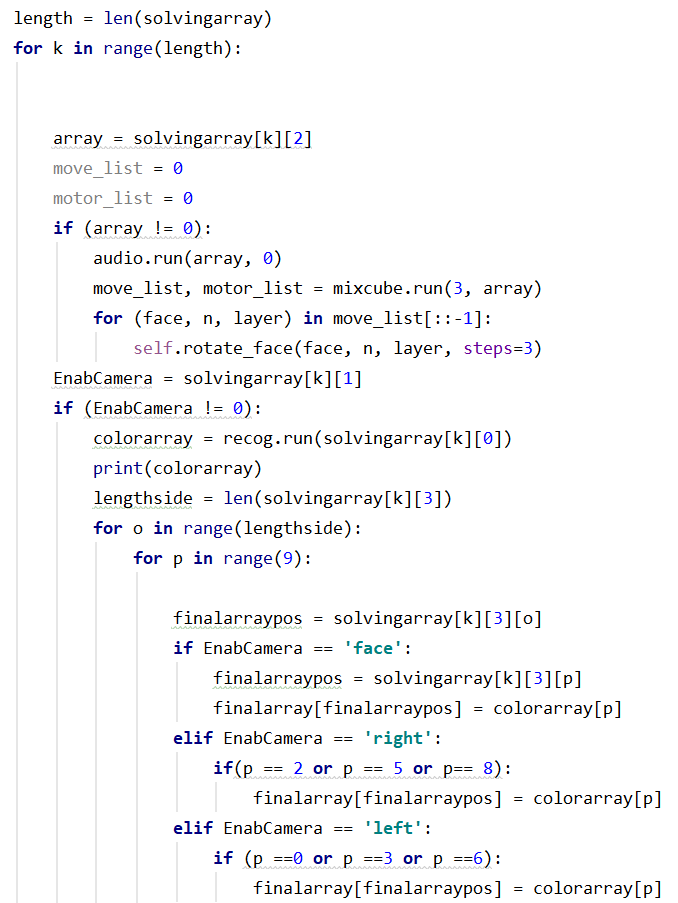 length = len(solvingarray)
for k in range(length):
    array = solvingarray[k][2]
    move_list = 0
    motor_list = 0
    if (array != 0):
        audio.run(array, 0)
        move_list, motor_list = mixcube.run(3, array)
        for (face, n, layer) in move_list[::-1]:
            self.rotate_face(face, n, layer, steps=3)
    EnabCamera = solvingarray[k][1]
    if (EnabCamera != 0):
        colorarray = recog.run(solvingarray[k][0])
        print(colorarray)
        lengthside = len(solvingarray[k][3])
        for o in range(lengthside):
            for p in range(9):
                finalarraypos = solvingarray[k][3][o]
                if EnabCamera == 'face':
                    finalarraypos = solvingarray[k][3][p]
                    finalarray[finalarraypos] = colorarray[p]
                elif EnabCamera == 'right':
                    if(p == 2 or p == 5 or p== 8):
                        finalarray[finalarraypos] = colorarray[p]
                elif EnabCamera == 'left':
                    if (p ==0 or p ==3 or p ==6):
                        finalarray[finalarraypos] = colorarray[p]